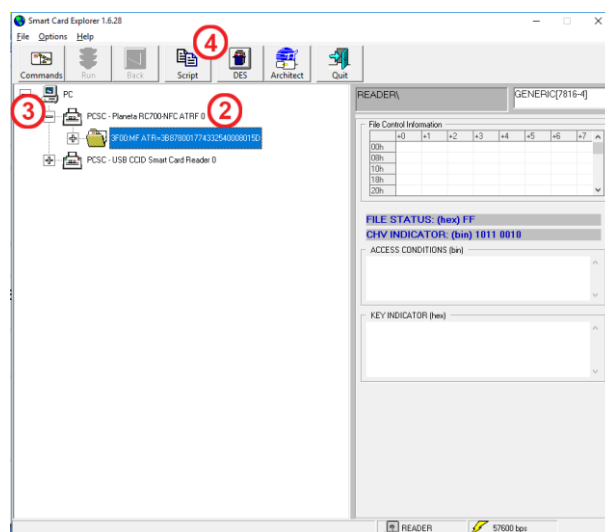 Smart Card Explorer 1.6.28
File Options Help
4
Commands Run Back Script DES Architect Quit
PC
READER\ GENERIC[7816-4]
3 PCSC - Planeta RC700-NFC ATRF 0 2
3F00:MF ATR=3B8780017743325400080 15D
PCSC - USB CCID Smart Card Reader 0
File Control Information
+0 +1 +2 +3 +4 +5 +6 +7
00h
08h
10h
18h
20h
FILE STATUS: (hex) FF
CHV INDICATOR: (bin) 1011 0010
ACCESS CONDITIONS (bin)
KEY INDICATOR (hex)
READER 57600 bps